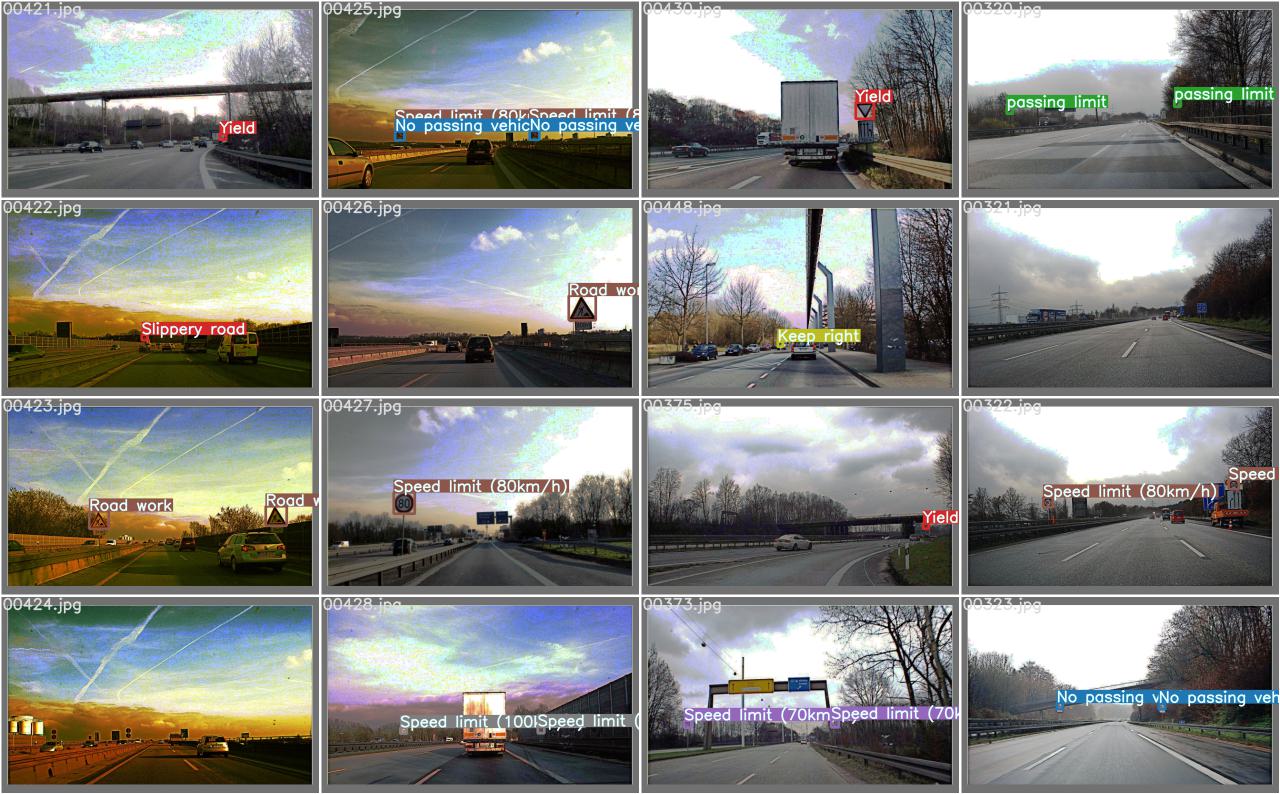 00421.jpg
Yield
00425.jpg
Speed limit (80k
Speed limit (8
No passing vehic
No passing ve
00430.jpg
Yield
00320.jpg
passing limit
passing limit
00422.jpg
Slippery road
00426.jpg
Road wor
00448.jpg
Keep right
00321.jpg
00423.jpg
Road work
Road w
00427.jpg
Speed limit (80km/h)
80
00375.jpg
Yield
00322.jpg
Speed limit (80km/h)
Speed
00424.jpg
00428.jpg
Speed limit (100k
Speed limit (
00373.jpg
Speed limit (70km
Speed limit (70k
00323.jpg
No passing v
No passing veh